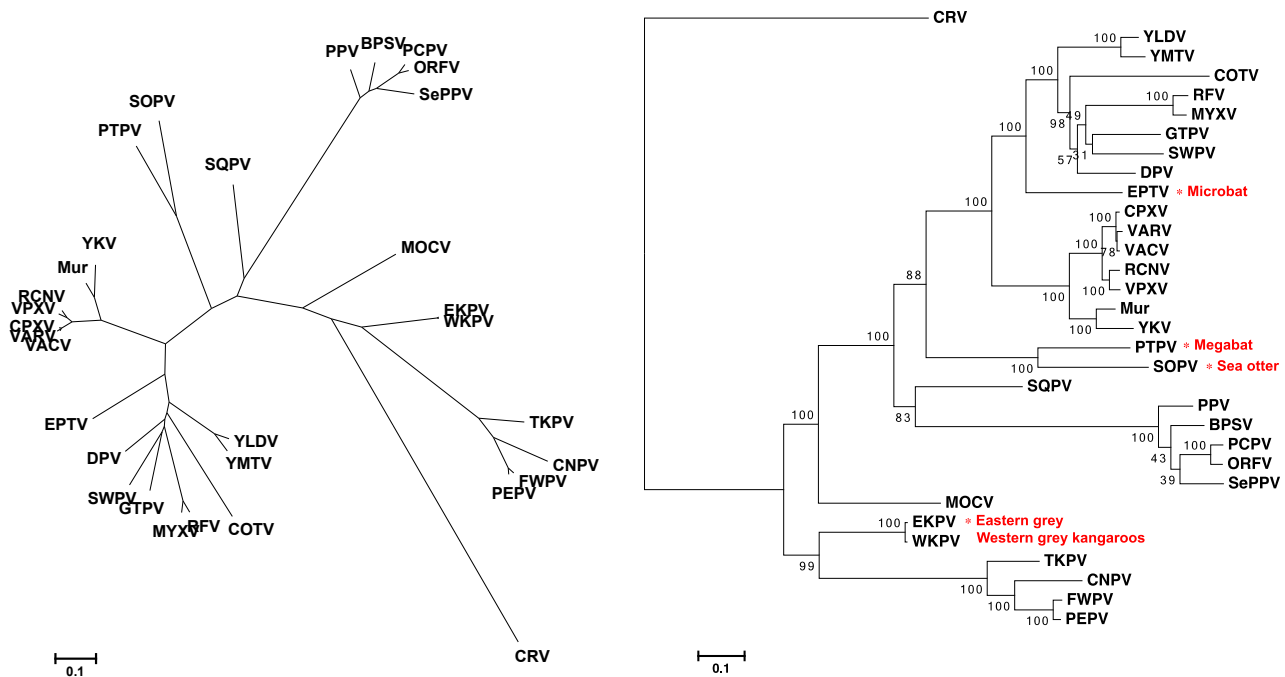 BPSV
PPV
PCPV
ORFV
SePPV
SOPV
PTPV
SQPV
YKV
Mur
MOCV
RCNV
VPXV
CPXV
VARV
VACV
EKPV
WKPV
EPTV
TKPV
YLDV
YMTV
DPV
CNPV
FWPV
PEPV
SWPV
GTPV
MYXV
RFV
COTV
CRV
0.1
CRV
100
YLDV
YMTV
100
COTV
100
RFV
MYXV
49
98
GTPV
31
SWPV
57
DPV
100
EPTV * Microbat
100
CPXV
100
VARV
78
VACV
100
RCNV
100
VPXV
100
Mur
100
YKV
88
PTPV * Megabat
100
SOPV * Sea otter
100
SQPV
83
PPV
100
BPSV
43
100
PCPV
ORFV
39
SePPV
100
MOCV
100
EKPV * Eastern grey
WKPV Western grey kangaroos
99
TKPV
100
CNPV
100
FWPV
100
PEPV
0.1